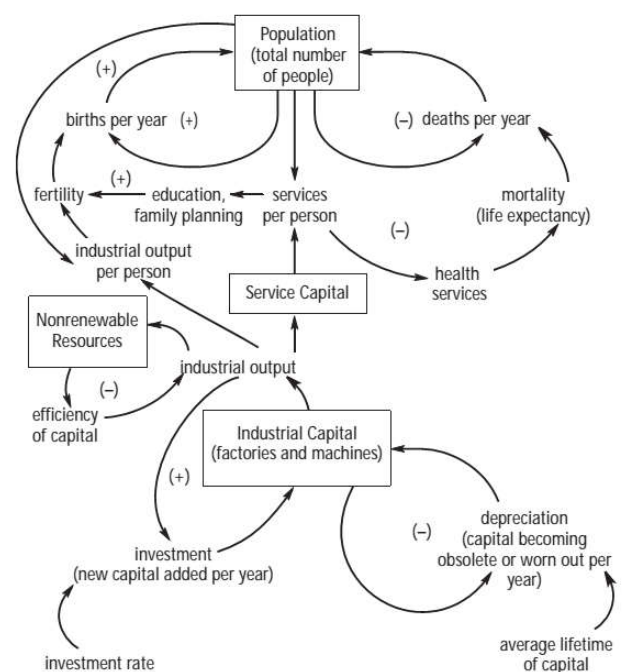 Population
(total number
of people)
(+)
births per year
(+)
(–)
deaths per year
fertility
(+)
education,
family planning
services
per person
mortality
(life expectancy)
(–)
industrial output
per person
health
services
Service Capital
Nonrenewable
Resources
industrial output
(–)
efficiency
of capital
Industrial Capital
(factories and machines)
(+)
(–)
depreciation
(capital becoming
obsolete or worn out per
year)
investment
(new capital added per year)
investment rate
average lifetime
of capital